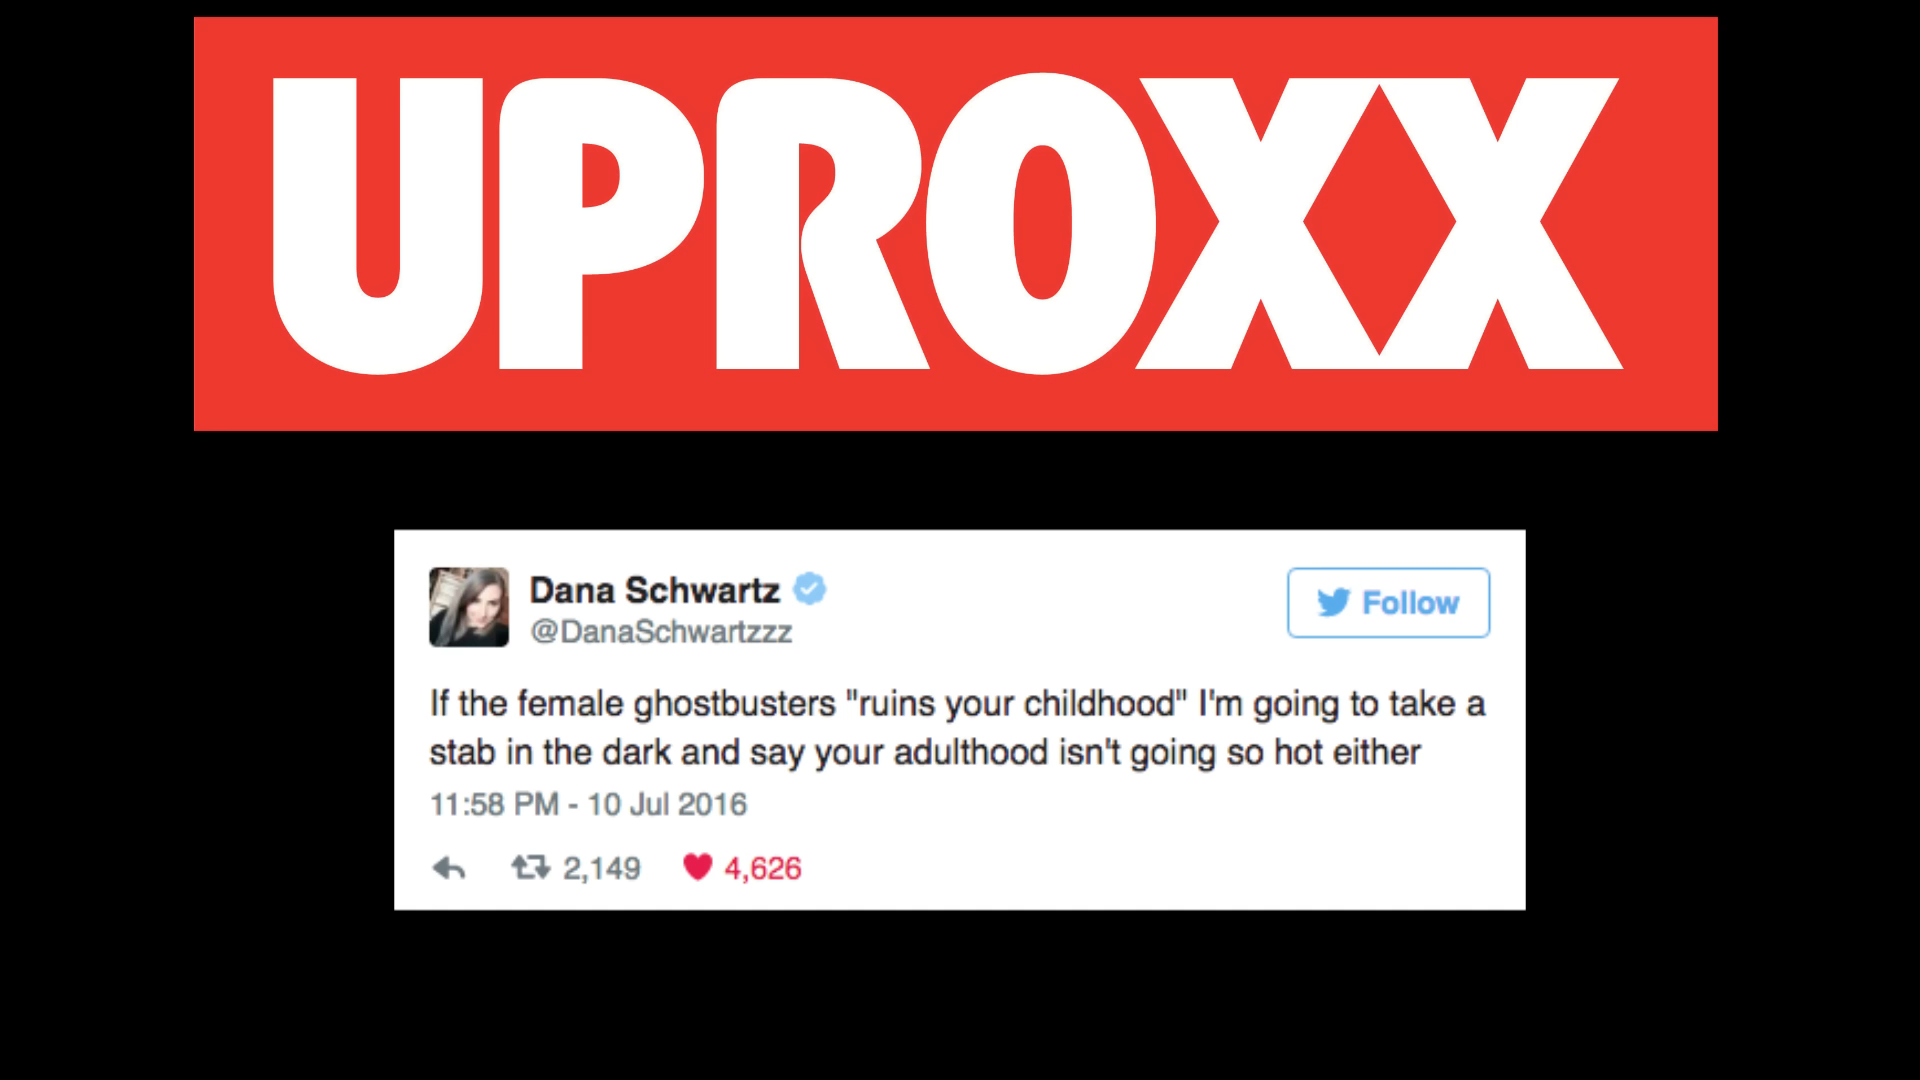 UPROXX
Dana Schwartz
@DanaSchwartzzz
Follow
If the female ghostbusters "ruins your childhood" I'm going to take a
stab in the dark and say your adulthood isn't going so hot either
11:58 PM - 10 Jul 2016
2,149 4,626